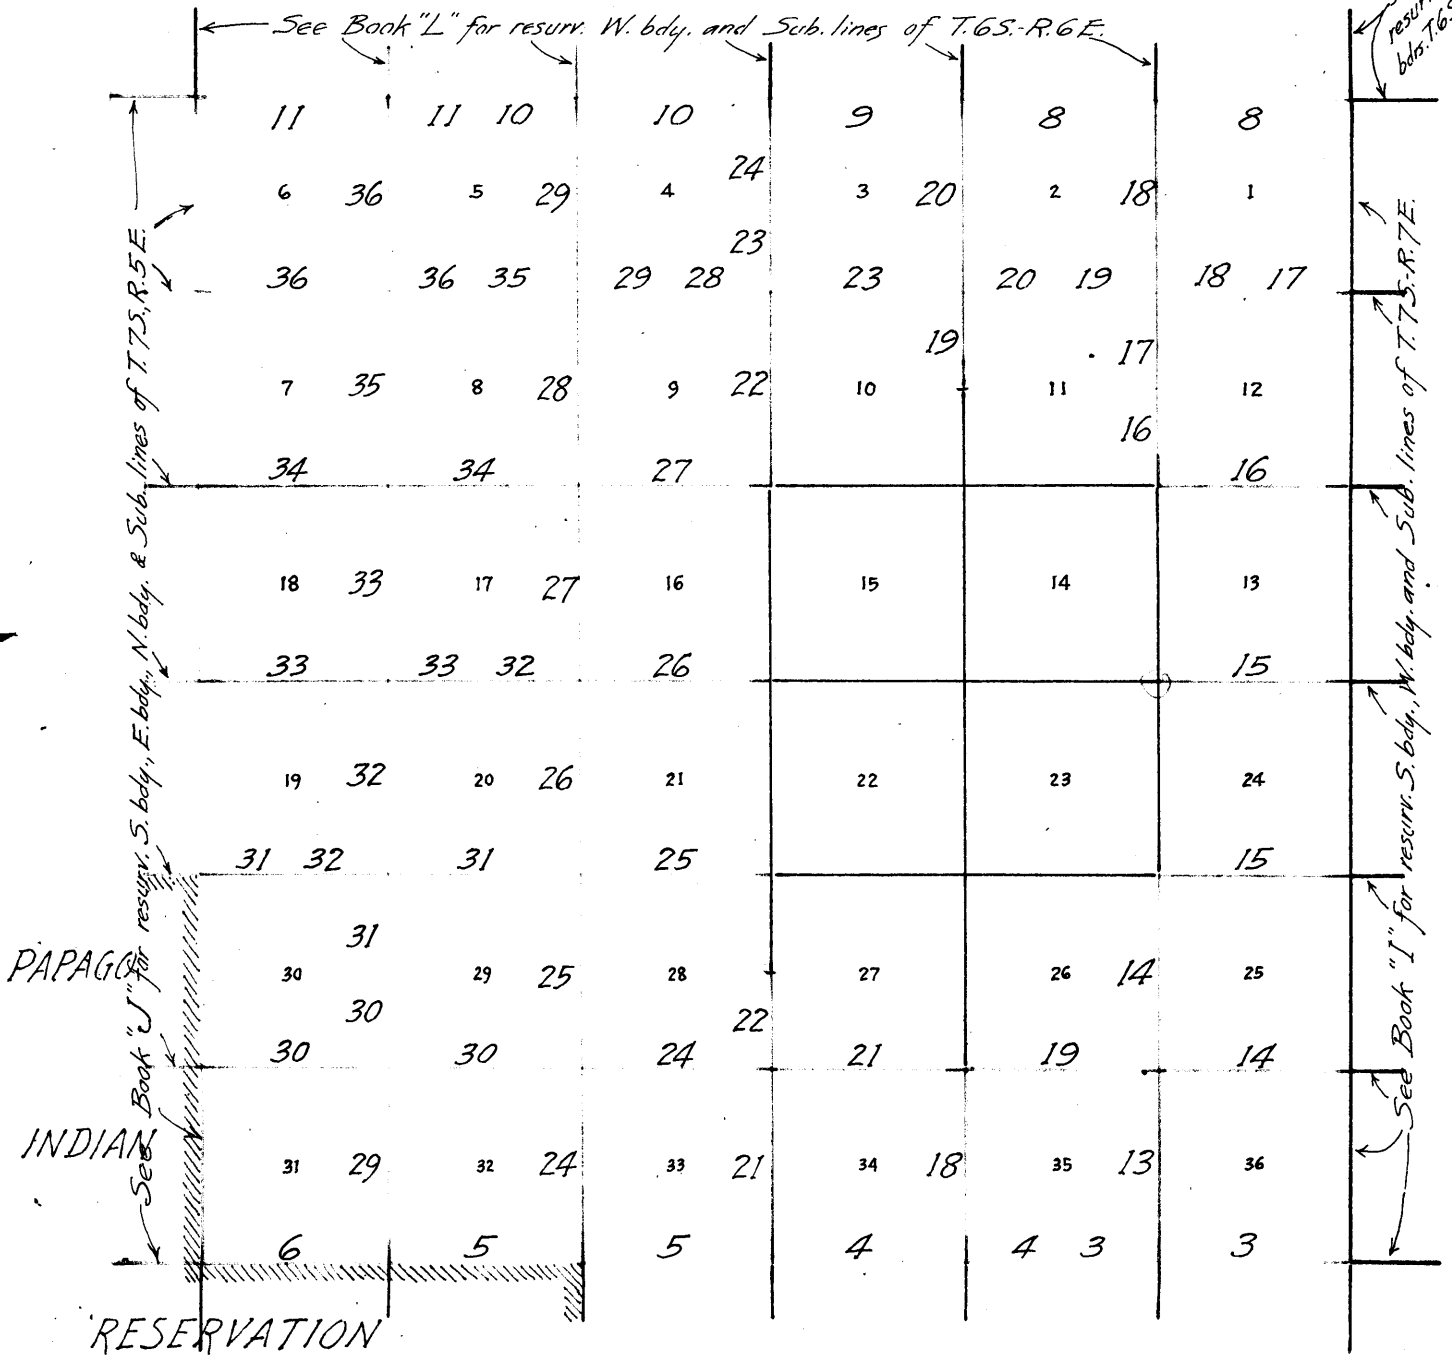 See Book "L" for resurv. W. bdy. and Sub. lines of T.6S.-R.6E.
resur
bdrs. T.6S
11 11 10 10 9 8 8
24
6 36 5 29 4 3 20 2 18 1
23
36 36 35 29 28 23 20 19 18 17
19 17
7 35 8 28 9 22 10 11 12
16
34 34 27 16
18 33 17 27 16 15 14 13
33 33 32 26 15
19 32 20 26 21 22 23 24
31 32 31 25 15
31
30 29 25 28 27 26 14 25
30 22
30 30 24 21 19 14
31 29 32 24 33 21 34 18 35 13 36
6 5 5 4 4 3 3
See Book "J" for resurv. S. bdy., E. bdy., N. bdy. & Sub. lines of T.7S., R.5E.
See Book "I" for resurv. S. bdy., W. bdy. and Sub. lines of T.7S.-R.7E.
PAPAGO
INDIAN
RESERVATION